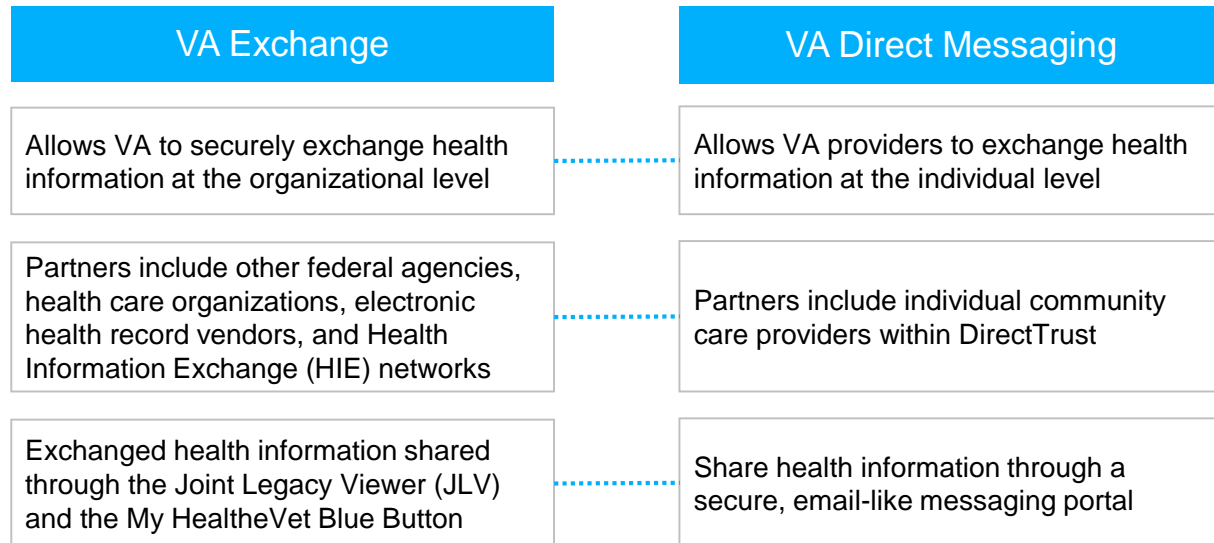 VA Exchange
VA Direct Messaging
Allows VA to securely exchange health
information at the organizational level
Allows VA providers to exchange health
information at the individual level
Partners include other federal agencies,
health care organizations, electronic
health record vendors, and Health
Information Exchange (HIE) networks
Partners include individual community
care providers within DirectTrust
Exchanged health information shared
through the Joint Legacy Viewer (JLV)
and the My HealtheVet Blue Button
Share health information through a
secure, email-like messaging portal